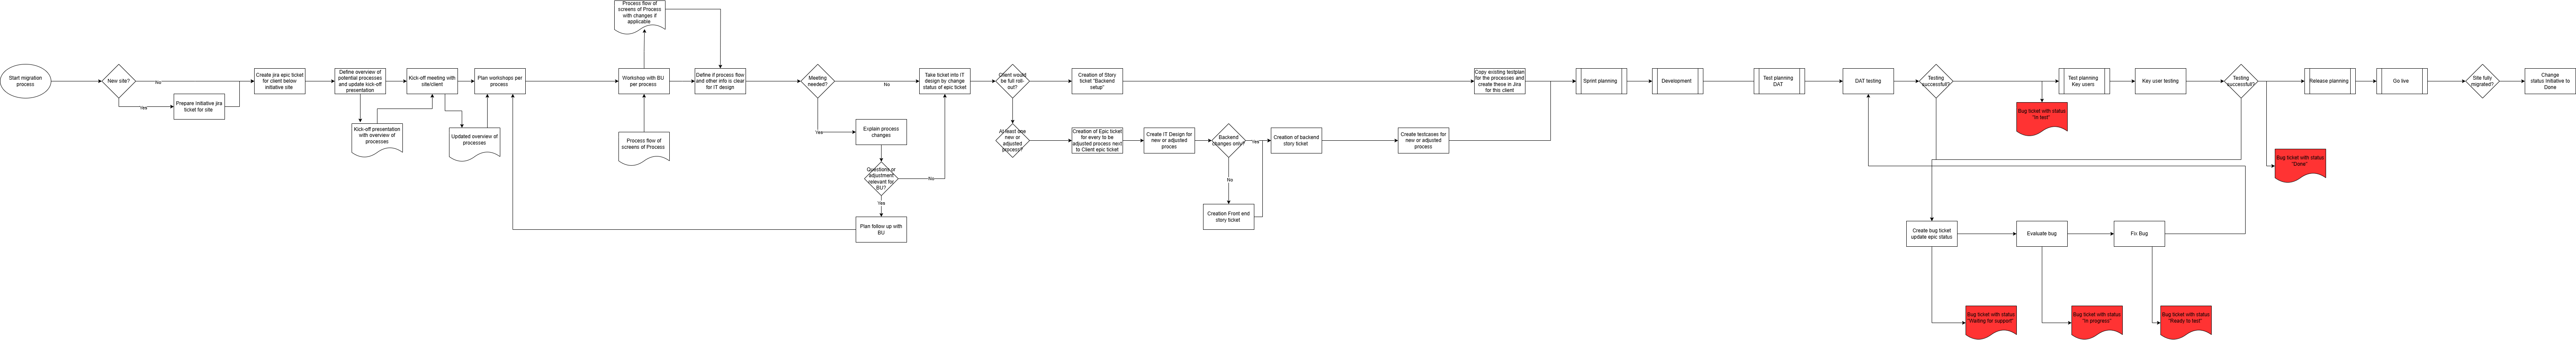 Process flow of
screens of Process
with changes if
applicable
Start migration
process
New site?
No
Yes
Prepare Initiative jira
ticket for site
Create jira epic ticket
for client below
initiative site
Define overview of
potential processes
and update kick-off
presentation
Kick-off meeting with
site/client
Plan workshops per
process
Kick-off presentation
with overview of
processes
Updated overview of
processes
Workshop with BU
per process
Process flow of
screens of Process
Define if process flow
and other info is clear
for IT design
Meeting
needed?
No
Yes
Explain process
changes
Questions or
adjustment
relevant for
BU?
No
Yes
Plan follow up with
BU
Take ticket into IT
design by change
status of epic ticket
Client would
be full roll-
out?
Creation of Story
ticket "Backend
setup"
At least one
new or
adjusted
process?
Creation of Epic ticket
for every to be
adjusted process next
to Client epic ticket
Create IT Design for
new or adjusted
proces
Backend
changes only?
Yes
No
Creation Front end
story ticket
Creation of backend
story ticket
Create testcases for
new or adjusted
process
Copy existing testplan
for the processes and
create these in Jira
for this client
Sprint planning
Development
Test planning
DAT
DAT testing
Testing
successful?
Bug ticket with status
"In test"
Test planning
Key users
Key user testing
Testing
successful?
Bug ticket with status
"Done"
Release planning
Go live
Site fully
migrated?
Change
status Initiative to
Done
Create bug ticket
update epic status
Evaluate bug
Fix Bug
Bug ticket with status
"Waiting for support"
Bug ticket with status
"In progress"
Bug ticket with status
"Ready to test"